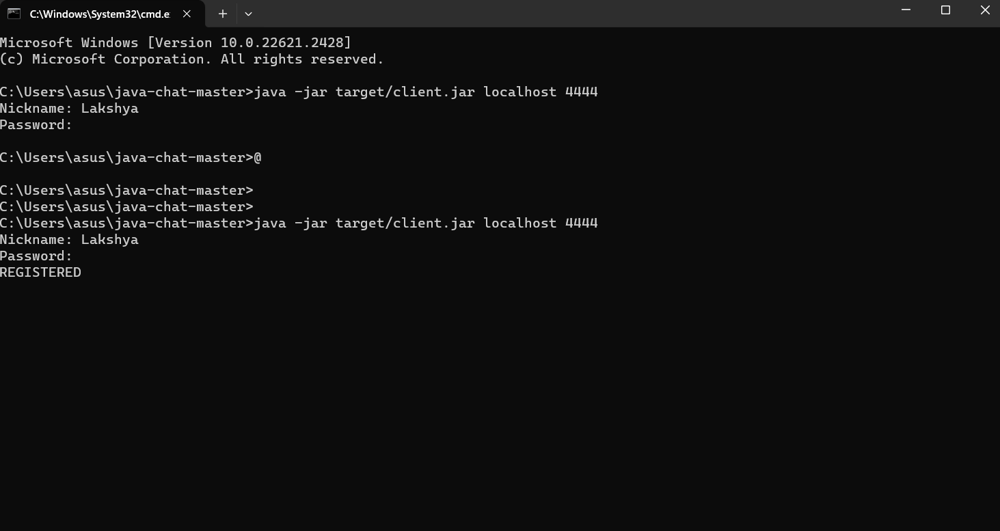 C:\Windows\System32\cmd.e
Microsoft Windows [Version 10.0.22621.2428]
(c) Microsoft Corporation. All rights reserved.
C:\Users\asus\java-chat-master>java -jar target/client.jar localhost 4444
Nickname: Lakshya
Password:
C:\Users\asus\java-chat-master>@
C:\Users\asus\java-chat-master>
C:\Users\asus\java-chat-master>
C:\Users\asus\java-chat-master>java -jar target/client.jar localhost 4444
Nickname: Lakshya
Password:
REGISTERED